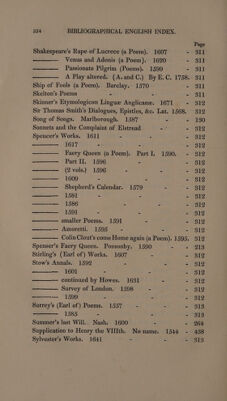 524 BIBLIOGRAPHICAL ENGLISH INDEX.
Page
Shakespeare's Rape of Lucrece (a Poem). 1607 - 311
——— Venus and Adonis (a Poem). 1620 - 311
——— Passionate Pilgrim (Poems). 1599 - 311
——— A Play altered. (A. and C.) By E. C. 1758. - 311
Ship of Fools (a Poem). Barclay. 1570 - - 311
Skelton's Poems - - - - 311
Skinner's Etymologicon Linguæ Anglicanæ. 1671 - 312
Sir Thomas Smith's Dialogues, Epistles, &c. Lat. 1568. 312
Song of Songs. Marlborough. 1587 - - 130
Sonnets and the Complaint of Elstread - - 312
Spencer's Works. 1611 - - - 312
——— 1617 - - - - 312
——— Faery Queen (a Poem). Part I. 1590. - 312
——— Part II. 1596 - - - 312
——— (2 vols.) 1596 - - - 312
——— 1609 - - - - 312
——— Shepherd's Calendar. 1579 - - 312
——— 1581 - - - - 312
——— 1586 - - - - 312
——— 1591 - - - - 312
——— smaller Poems. 1591 - - 312
——— Amoretti. 1595 - - - 312
——— Colin Clout's come Home again (a Poem). 1595. 312
Spenser's Faery Queen. Ponsonby. 1590 - - 213
Stirling's (Earl of) Works. 1607 - - 312
Stow's Annals. 1592 - - - 312
——— 1601 - - - - 312
——— continued by Howes. 1631 - - 312
——— Survey of London. 1598 - - 312
——— 1599 - - - - 312
Surrey's (Earl of) Poems. 1557 - - 313
——— 1585 - - - - 313
Summer's last Will. Nash. 1600 - - 264
Supplication to Henry the VIIIth. No name. 1544 - 438
Sylvester's Works. 1641 - - - 313